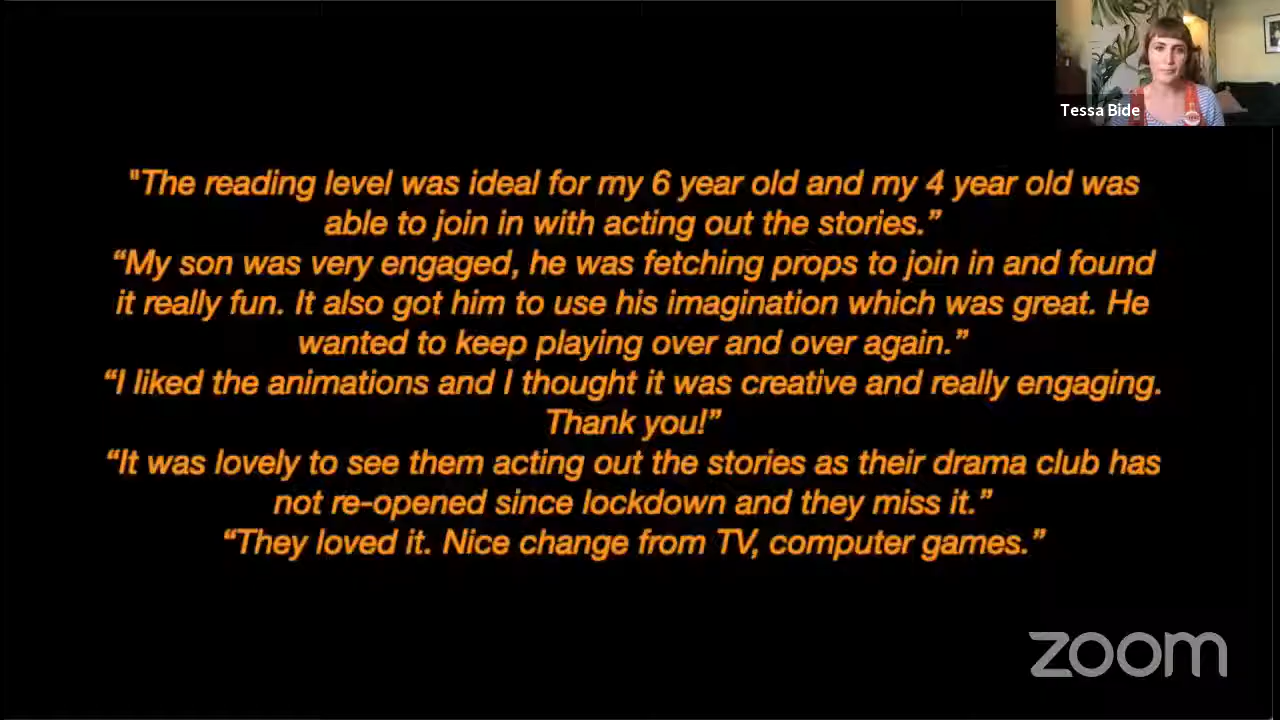 Tessa Bide
"The reading level was ideal for my 6 year old and my 4 year old was
able to join in with acting out the stories.”
“My son was very engaged, he was fetching props to join in and found
it really fun. It also got him to use his imagination which was great. He
wanted to keep playing over and over again.”
“I liked the animations and I thought it was creative and really engaging.
Thank you!”
“It was lovely to see them acting out the stories as their drama club has
not re-opened since lockdown and they miss it.”
“They loved it. Nice change from TV, computer games.”
zoom